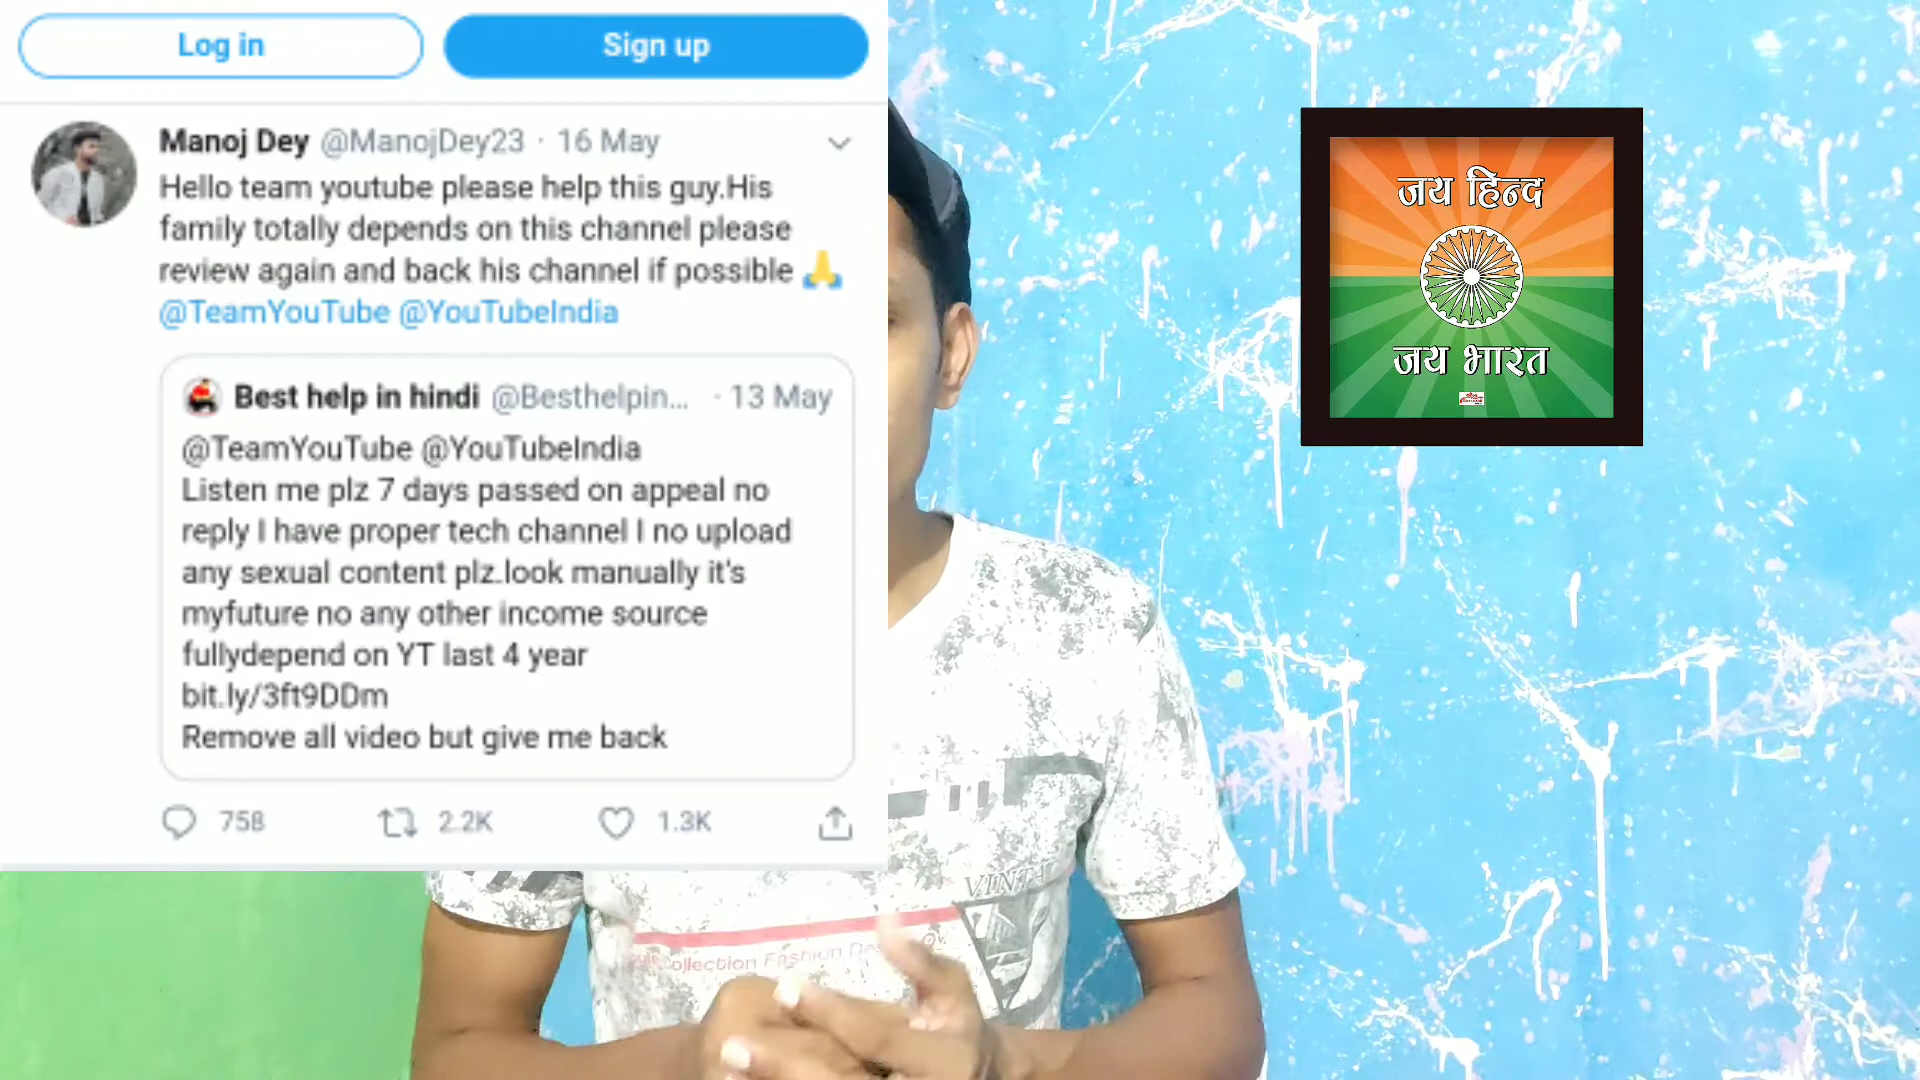 Log in
Sign up
Manoj Dey @ManojDey23 · 16 May
Hello team youtube please help this guy.His
family totally depends on this channel please
review again and back his channel if possible 🙏
@TeamYouTube @YouTubeIndia
Best help in hindi @Besthelpin... · 13 May
@TeamYouTube @YouTubeIndia
Listen me plz 7 days passed on appeal no
reply I have proper tech channel I no upload
any sexual content plz.look manually it's
myfuture no any other income source
fullydepend on YT last 4 year
bit.ly/3ft9DDm
Remove all video but give me back
758 2.2K 1.3K
जय हिन्द
जय भारत
VINTA
ollection Fashion De